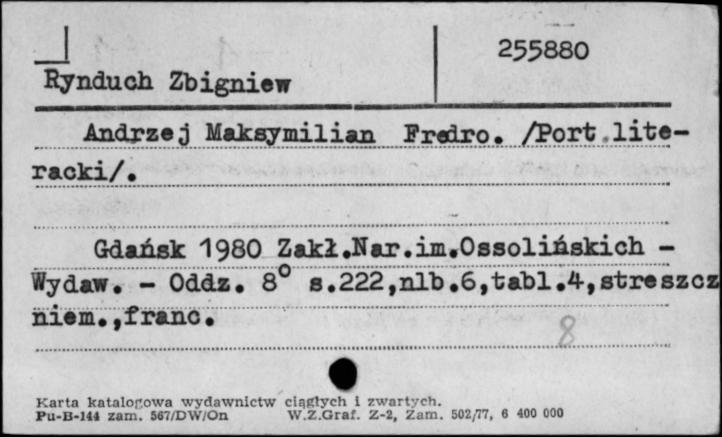 255880
Rynduch Zbigniew
Andrzej Maksymilian Fredro. /Port.lite-
racki/.
Gdańsk 1980 Zakł.Nar.im.Ossolińskich -
Wydaw. - Oddz. 8° s.222,nlb.6,tabl.4,streszcz
niem.,franc.
8
Karta katalogowa wydawnictw ciągłych i zwartych.
Pu-B-144 zam. 567/DW/On W.Z.Graf. Z-2, Zam. 502/77, 6 400 000